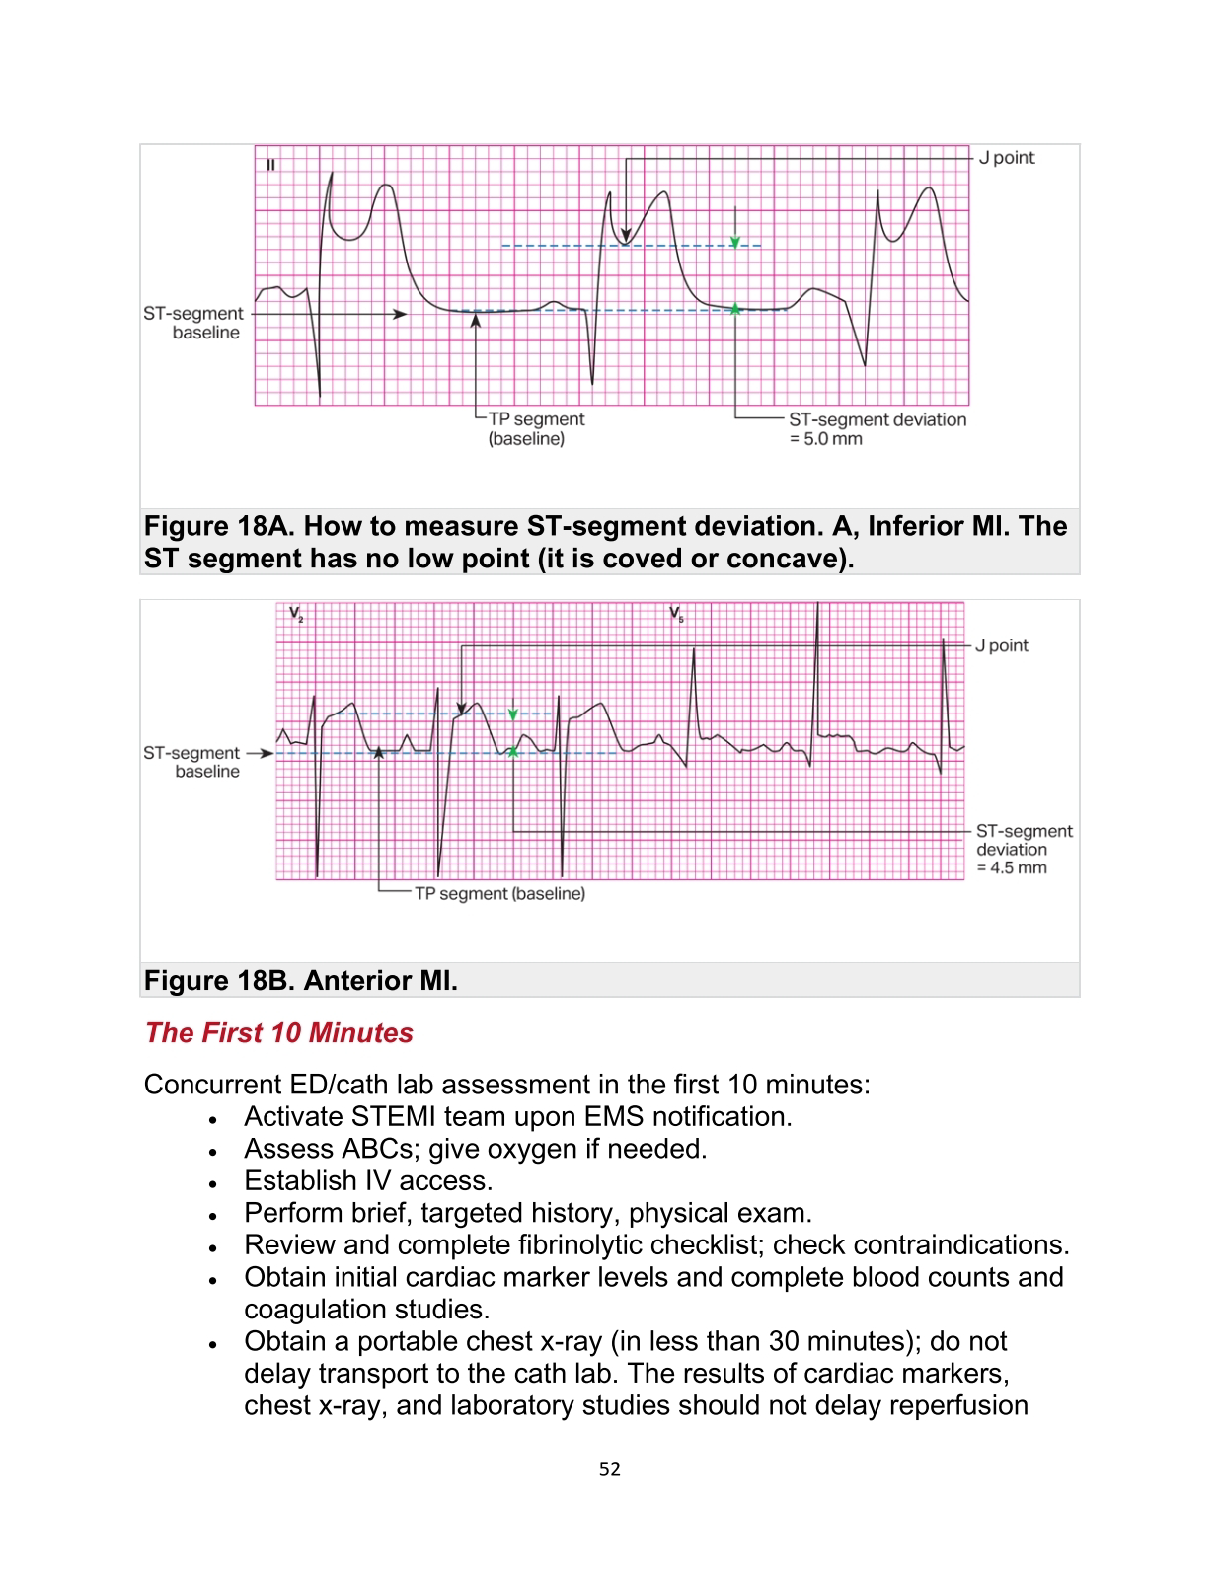 II
J point
ST-segment
baseline
TP segment
(baseline)
ST-segment deviation
= 5.0 mm
Figure 18A. How to measure ST-segment deviation. A, Inferior MI. The
ST segment has no low point (it is coved or concave).
V2
V5
J point
ST-segment
baseline
ST-segment
deviation
= 4.5 mm
TP segment (baseline)
Figure 18B. Anterior MI.
The First 10 Minutes
Concurrent ED/cath lab assessment in the first 10 minutes:
• Activate STEMI team upon EMS notification.
• Assess ABCs; give oxygen if needed.
• Establish IV access.
• Perform brief, targeted history, physical exam.
• Review and complete fibrinolytic checklist; check contraindications.
• Obtain initial cardiac marker levels and complete blood counts and
coagulation studies.
• Obtain a portable chest x-ray (in less than 30 minutes); do not
delay transport to the cath lab. The results of cardiac markers,
chest x-ray, and laboratory studies should not delay reperfusion
52